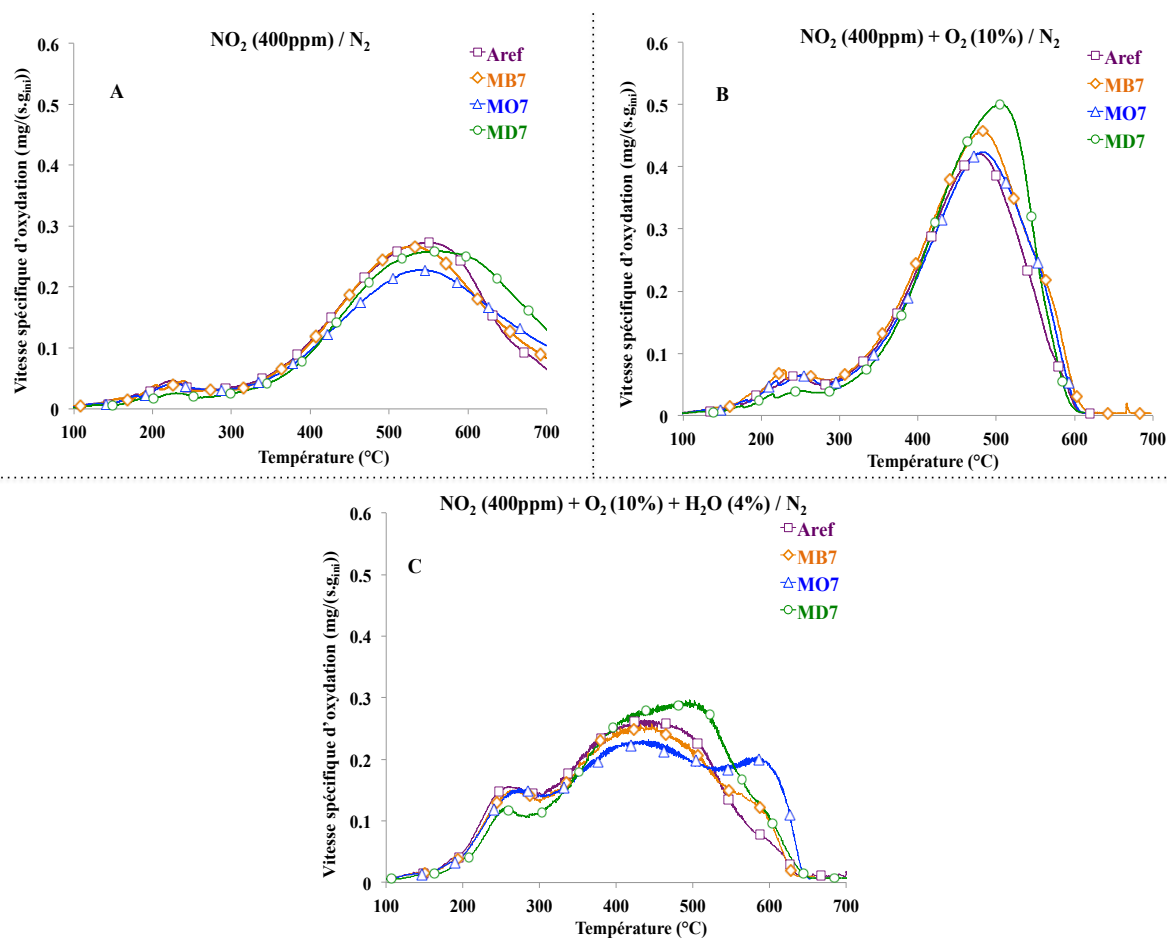 NO₂ (400ppm) / N₂
A
Aref
MB7
MO7
MD7
Vitesse spécifique d'oxydation (mg/(s.gini))
0.6
0.5
0.4
0.3
0.2
0.1
0
100 200 300 400 500 600 700
Température (°C)
NO₂ (400ppm) + O₂ (10%) / N₂
B
Aref
MB7
MO7
MD7
Vitesse spécifique d'oxydation (mg/(s.gini))
0.6
0.5
0.4
0.3
0.2
0.1
0
100 200 300 400 500 600 700
Température (°C)
NO₂ (400ppm) + O₂ (10%) + H₂O (4%) / N₂
C
Aref
MB7
MO7
MD7
Vitesse spécifique d'oxydation (mg/(s.gini))
0.6
0.5
0.4
0.3
0.2
0.1
0
100 200 300 400 500 600 700
Température (°C)